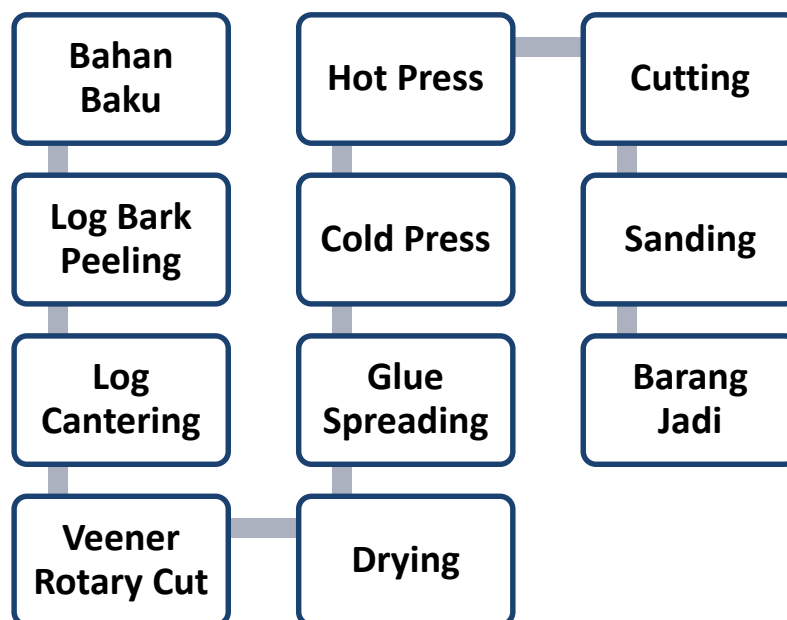 Bahan
Baku
Log Bark
Peeling
Log
Cantering
Veener
Rotary Cut
Drying
Glue
Spreading
Cold Press
Hot Press
Cutting
Sanding
Barang
Jadi